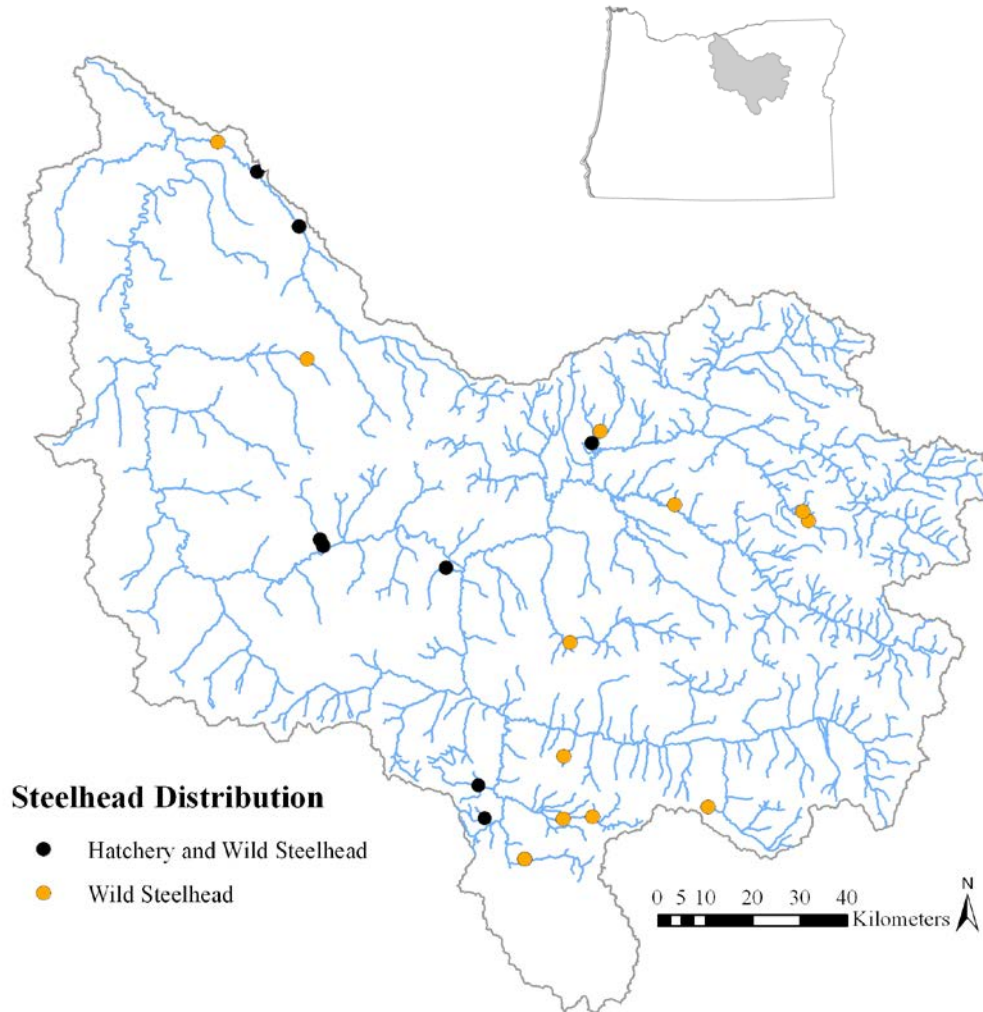 Steelhead Distribution
Hatchery and Wild Steelhead
Wild Steelhead
0 5 10 20 30 40
Kilometers
N